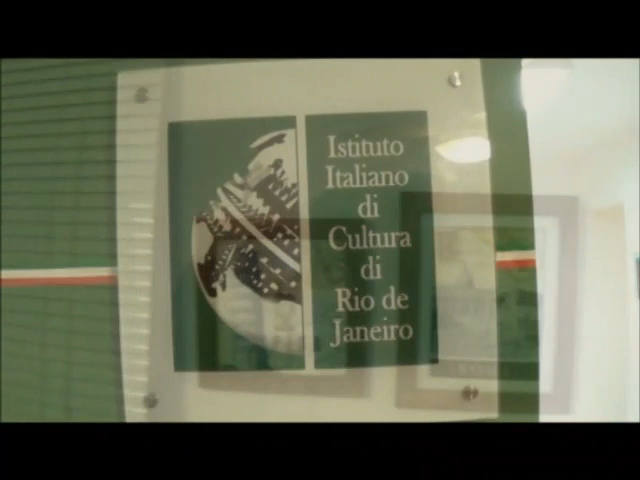 Istituto
Italiano
di
Cultura
di
Rio de
Janeiro